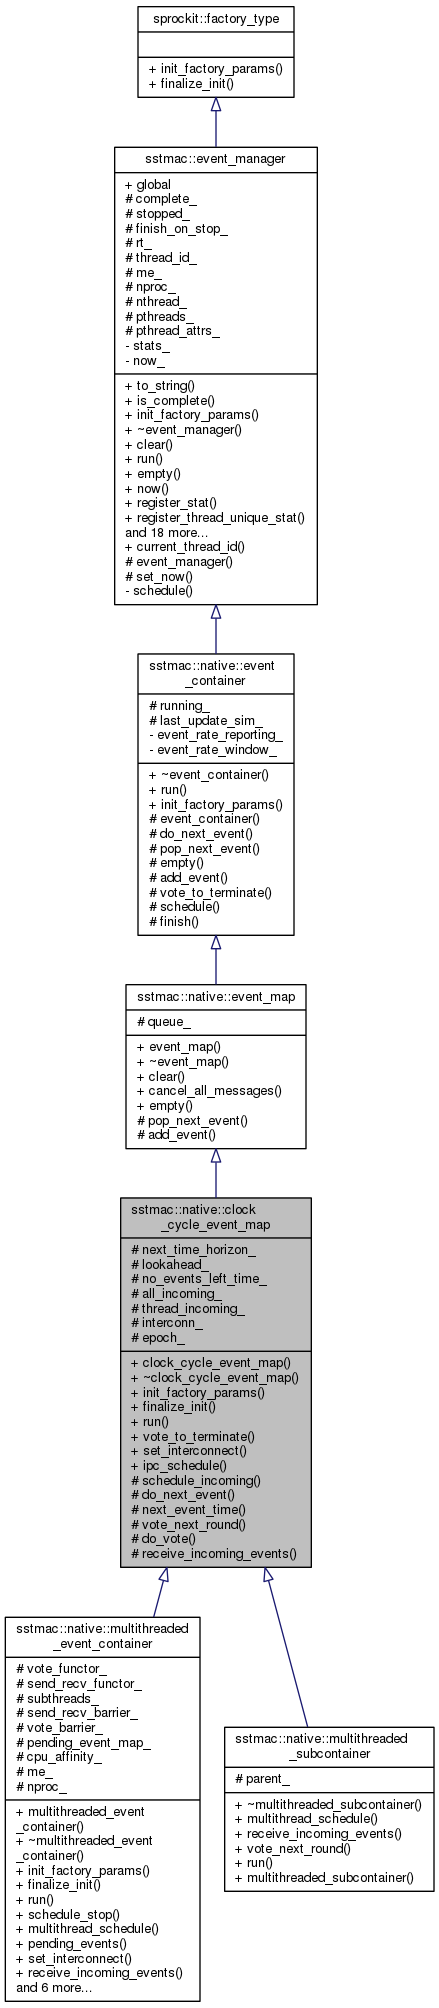 sprockit::factory_type
+ init_factory_params()
+ finalize_init()
sstmac::event_manager
+ global
# complete_
# stopped_
# finish_on_stop_
# rt_
# thread_id_
# me_
# nproc_
# nthread_
# pthreads_
# pthread_attrs_
- stats_
- now_
+ to_string()
+ is_complete()
+ init_factory_params()
+ ~event_manager()
+ clear()
+ run()
+ empty()
+ now()
+ register_stat()
+ register_thread_unique_stat()
and 18 more...
+ current_thread_id()
# event_manager()
# set_now()
- schedule()
sstmac::native::event
_container
# running_
# last_update_sim_
- event_rate_reporting_
- event_rate_window_
+ ~event_container()
+ run()
+ init_factory_params()
# event_container()
# do_next_event()
# pop_next_event()
# empty()
# add_event()
# vote_to_terminate()
# schedule()
# finish()
sstmac::native::event_map
# queue_
+ event_map()
+ ~event_map()
+ clear()
+ cancel_all_messages()
+ empty()
# pop_next_event()
# add_event()
sstmac::native::clock
_cycle_event_map
# next_time_horizon_
# lookahead_
# no_events_left_time_
# all_incoming_
# thread_incoming_
# interconn_
# epoch_
+ clock_cycle_event_map()
+ ~clock_cycle_event_map()
+ init_factory_params()
+ finalize_init()
+ run()
+ vote_to_terminate()
+ set_interconnect()
+ ipc_schedule()
# schedule_incoming()
# do_next_event()
# next_event_time()
# vote_next_round()
# do_vote()
# receive_incoming_events()
sstmac::native::multithreaded
_event_container
# vote_functor_
# send_recv_functor_
# subthreads_
# send_recv_barrier_
# vote_barrier_
# pending_event_map_
# cpu_affinity_
# me_
# nproc_
+ multithreaded_event
_container()
+ ~multithreaded_event
_container()
+ init_factory_params()
+ finalize_init()
+ run()
+ schedule_stop()
+ multithread_schedule()
+ pending_events()
+ set_interconnect()
+ receive_incoming_events()
and 6 more...
sstmac::native::multithreaded
_subcontainer
# parent_
+ ~multithreaded_subcontainer()
+ multithread_schedule()
+ receive_incoming_events()
+ vote_next_round()
+ run()
+ multithreaded_subcontainer()